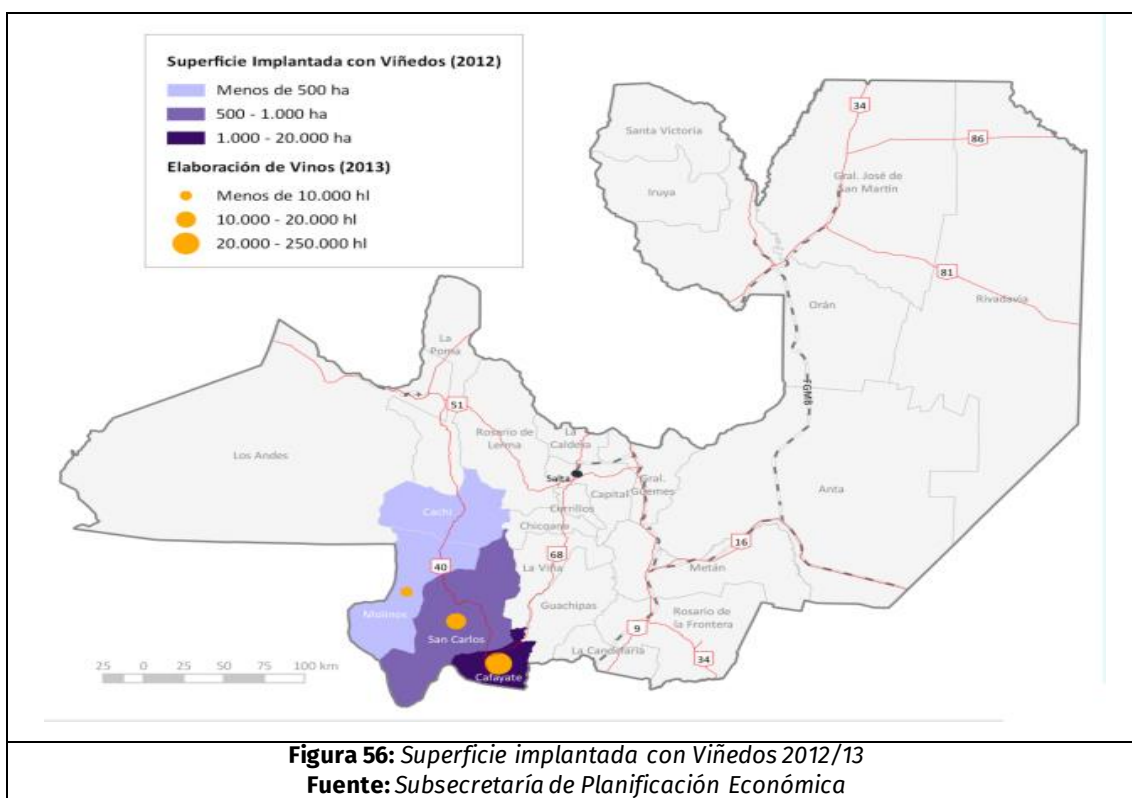 Superficie Implantada con Viñedos (2012)
Menos de 500 ha
500 - 1.000 ha
1.000 - 20.000 ha
Elaboración de Vinos (2013)
Menos de 10.000 hl
10.000 - 20.000 hl
20.000 - 250.000 hl
34
86
Santa Victoria
Iruya
Gral. José de
San Martín
81
Rivadavia
Orán
La
Poma
FGMB
51
Rosario de
Lerma
La
Caldera
Los Andes
Salta
Capital
Gral.
Güemes
Anta
Cachi
Cerrillos
Chicoana
16
68
40
La Viña
Metán
Molinos
Guachipas
Rosario de
la Frontera
San Carlos
9
La Candelaria
34
25 0 25 50 75 100 km
Cafayate
Figura 56: Superficie implantada con Viñedos 2012/13
Fuente: Subsecretaría de Planificación Económica